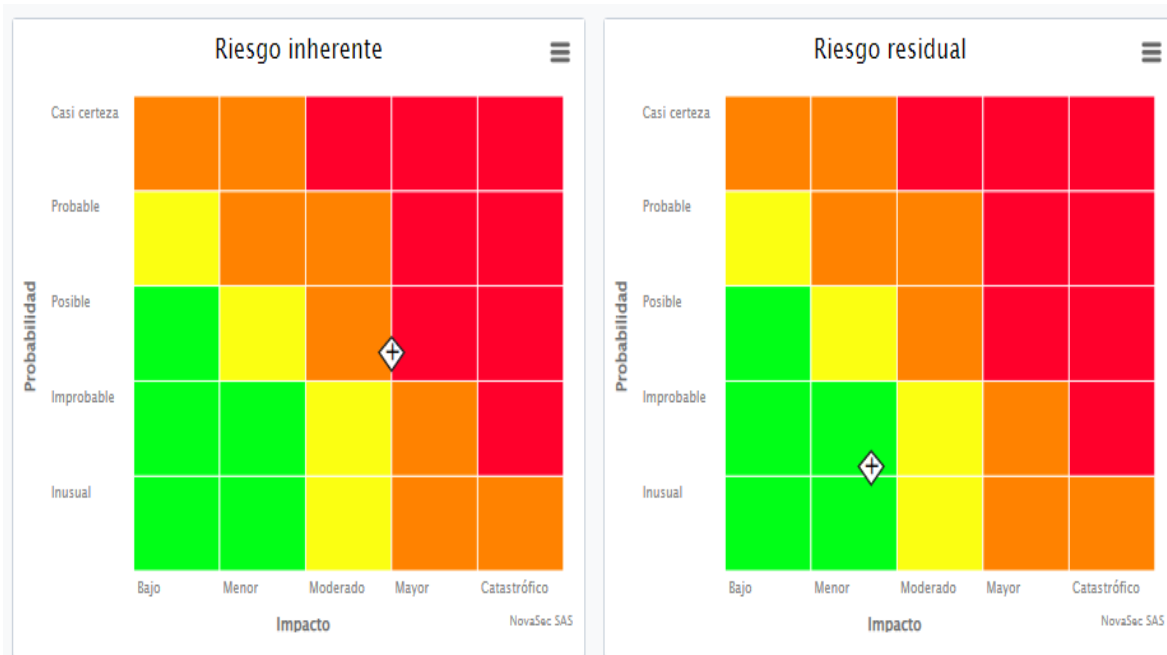 Riesgo inherente
Casi certeza
Probable
Posible
Improbable
Inusual
Probabilidad
Bajo Menor Moderado Mayor Catastrófico
Impacto
NovaSec SAS
Riesgo residual
Casi certeza
Probable
Posible
Improbable
Inusual
Probabilidad
Bajo Menor Moderado Mayor Catastrófico
Impacto
NovaSec SAS